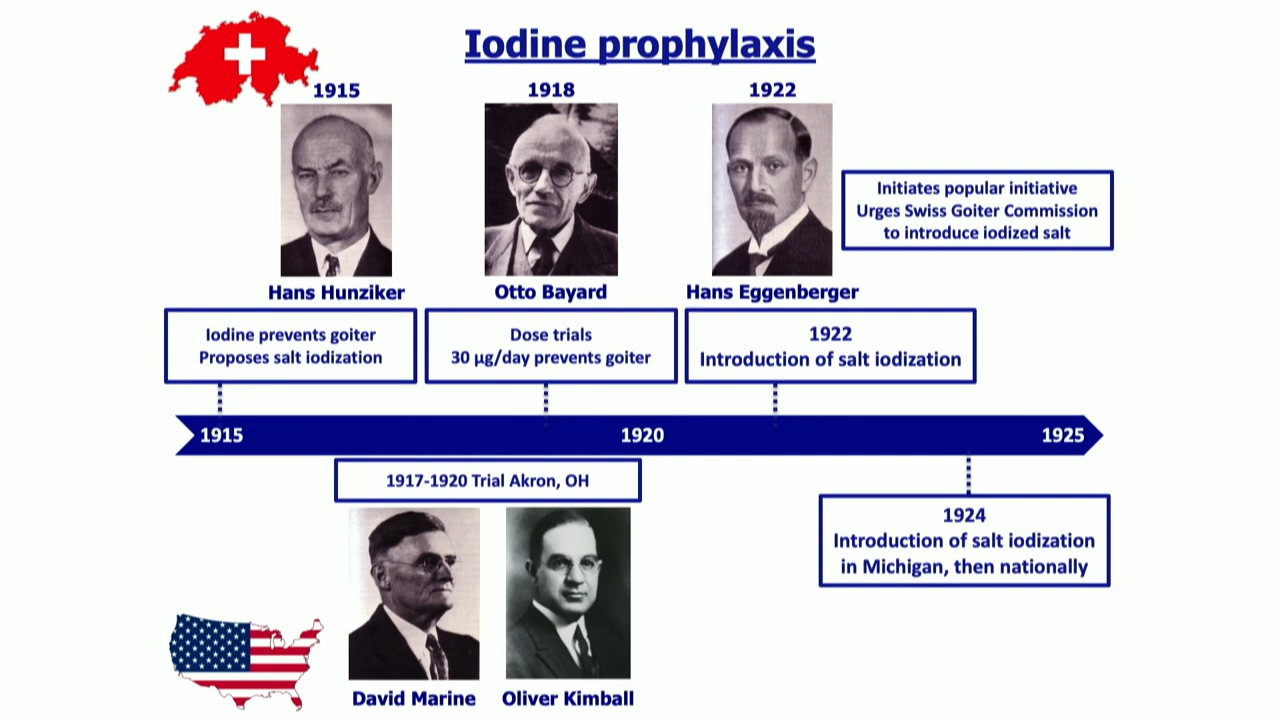 Iodine prophylaxis
1915
1918
1922
Initiates popular initiative
Urges Swiss Goiter Commission
to introduce iodized salt
Hans Hunziker
Otto Bayard
Hans Eggenberger
Iodine prevents goiter
Proposes salt iodization
Dose trials
30 µg/day prevents goiter
1922
Introduction of salt iodization
1915
1920
1925
1917-1920 Trial Akron, OH
1924
Introduction of salt iodization
in Michigan, then nationally
David Marine
Oliver Kimball